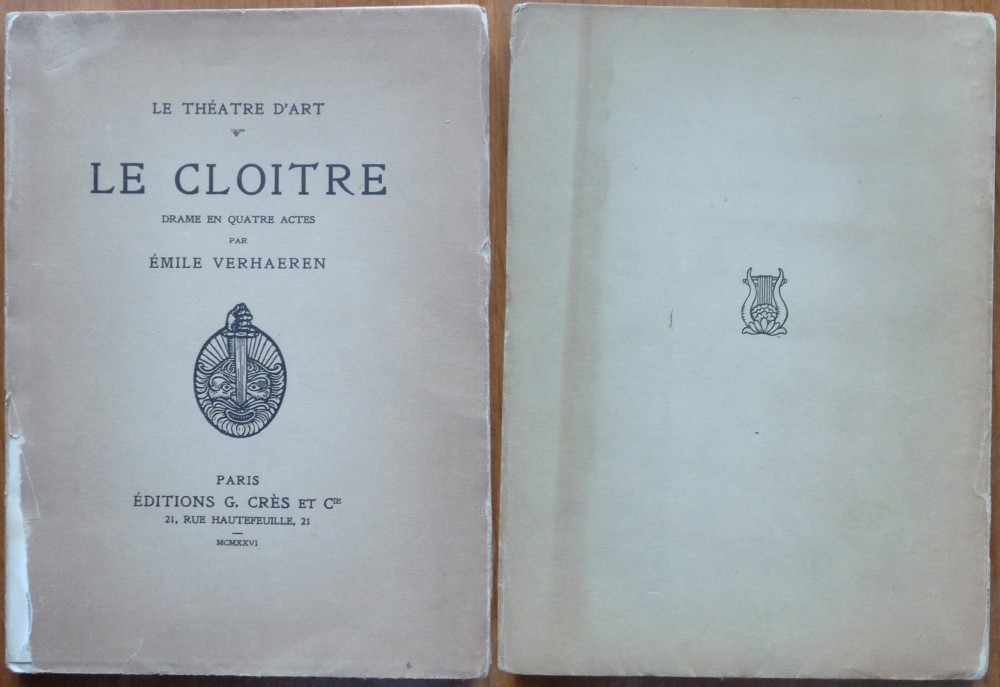 LE THÉATRE D'ART
LE CLOITRE
DRAME EN QUATRE ACTES
PAR
ÉMILE VERHAEREN
PARIS
ÉDITIONS G. CRÈS ET CIE
21, RUE HAUTEFEUILLE, 21
MCMXXVI